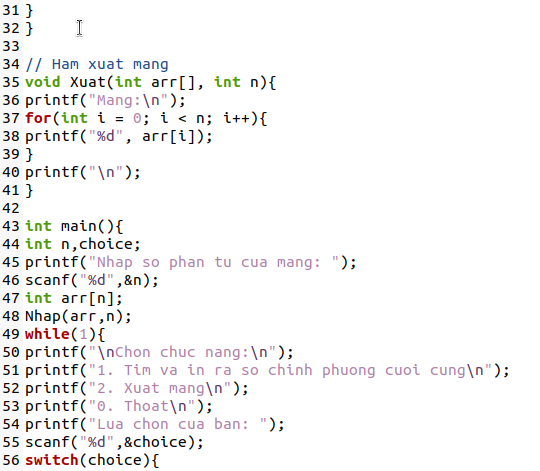 31 }
32 }
33
34 // Ham xuat mang
35 void Xuat(int arr[], int n){
36 printf("Mang:\n");
37 for(int i = 0; i < n; i++){
38 printf("%d", arr[i]);
39 }
40 printf("\n");
41 }
42
43 int main(){
44 int n,choice;
45 printf("Nhap so phan tu cua mang: ");
46 scanf("%d",&n);
47 int arr[n];
48 Nhap(arr,n);
49 while(1){
50 printf("\nChon chuc nang:\n");
51 printf("1. Tim va in ra so chinh phuong cuoi cung\n");
52 printf("2. Xuat mang\n");
53 printf("0. Thoat\n");
54 printf("Lua chon cua ban: ");
55 scanf("%d",&choice);
56 switch(choice){